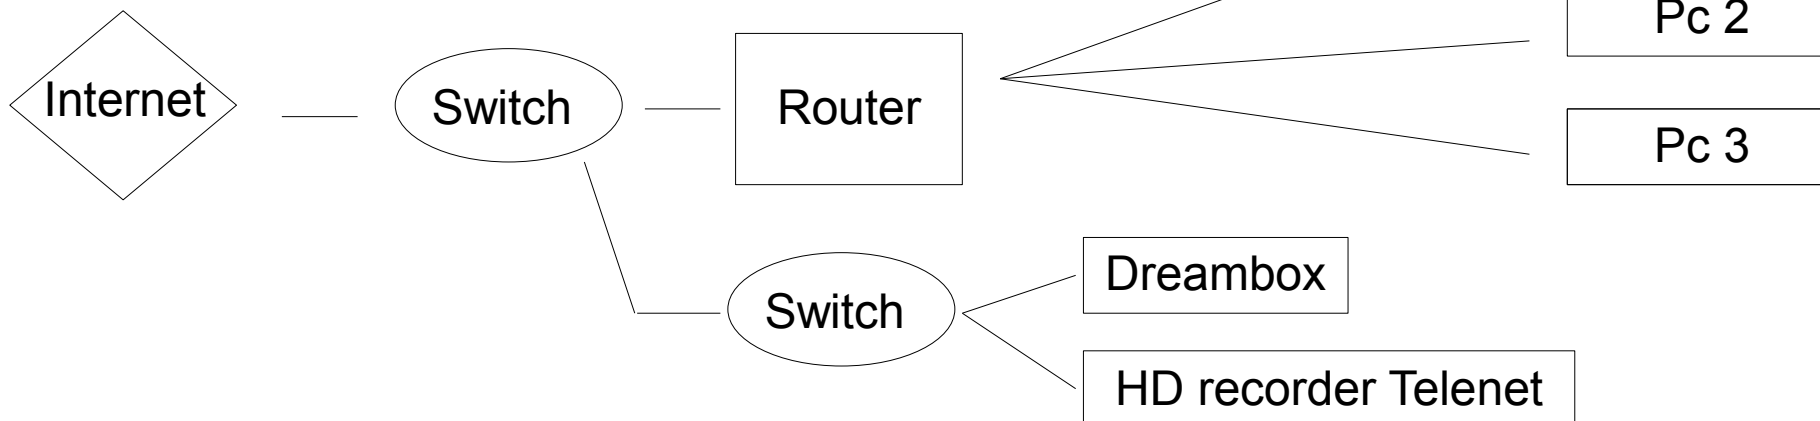 Pc 2
Internet
Switch
Router
Pc 3
Dreambox
Switch
HD recorder Telenet